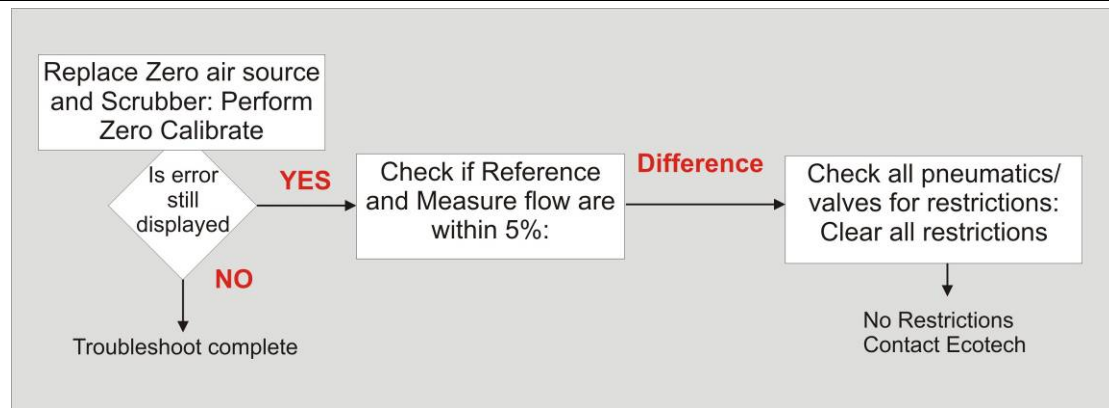 Replace Zero air source
and Scrubber: Perform
Zero Calibrate
Is error
still
displayed
YES
NO
Troubleshoot complete
Check if Reference
and Measure flow are
within 5%:
Difference
Check all pneumatics/
valves for restrictions:
Clear all restrictions
No Restrictions
Contact Ecotech